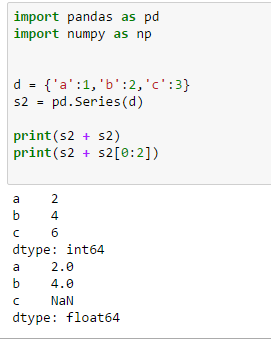 import pandas as pd
import numpy as np
d = {'a':1,'b':2,'c':3}
s2 = pd.Series(d)
print(s2 + s2)
print(s2 + s2[0:2])
a    2
b    4
c    6
dtype: int64
a    2.0
b    4.0
c    NaN
dtype: float64